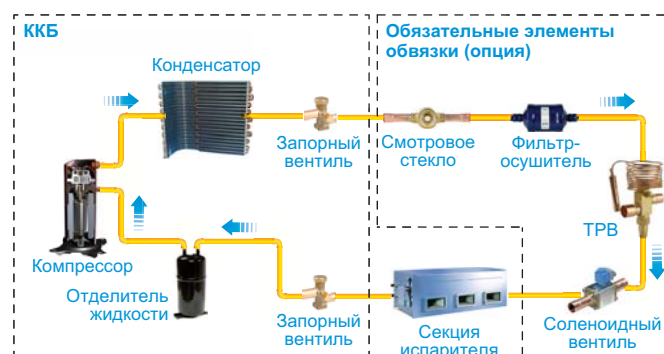 ККБ
Обязательные элементы
обвязки (опция)
Конденсатор
Запорный
вентиль
Смотровое
стекло
Фильтр-
осушитель
ТРВ
Компрессор
Отделитель
жидкости
Запорный
вентиль
Секция
испарителя
Соленоидный
вентиль